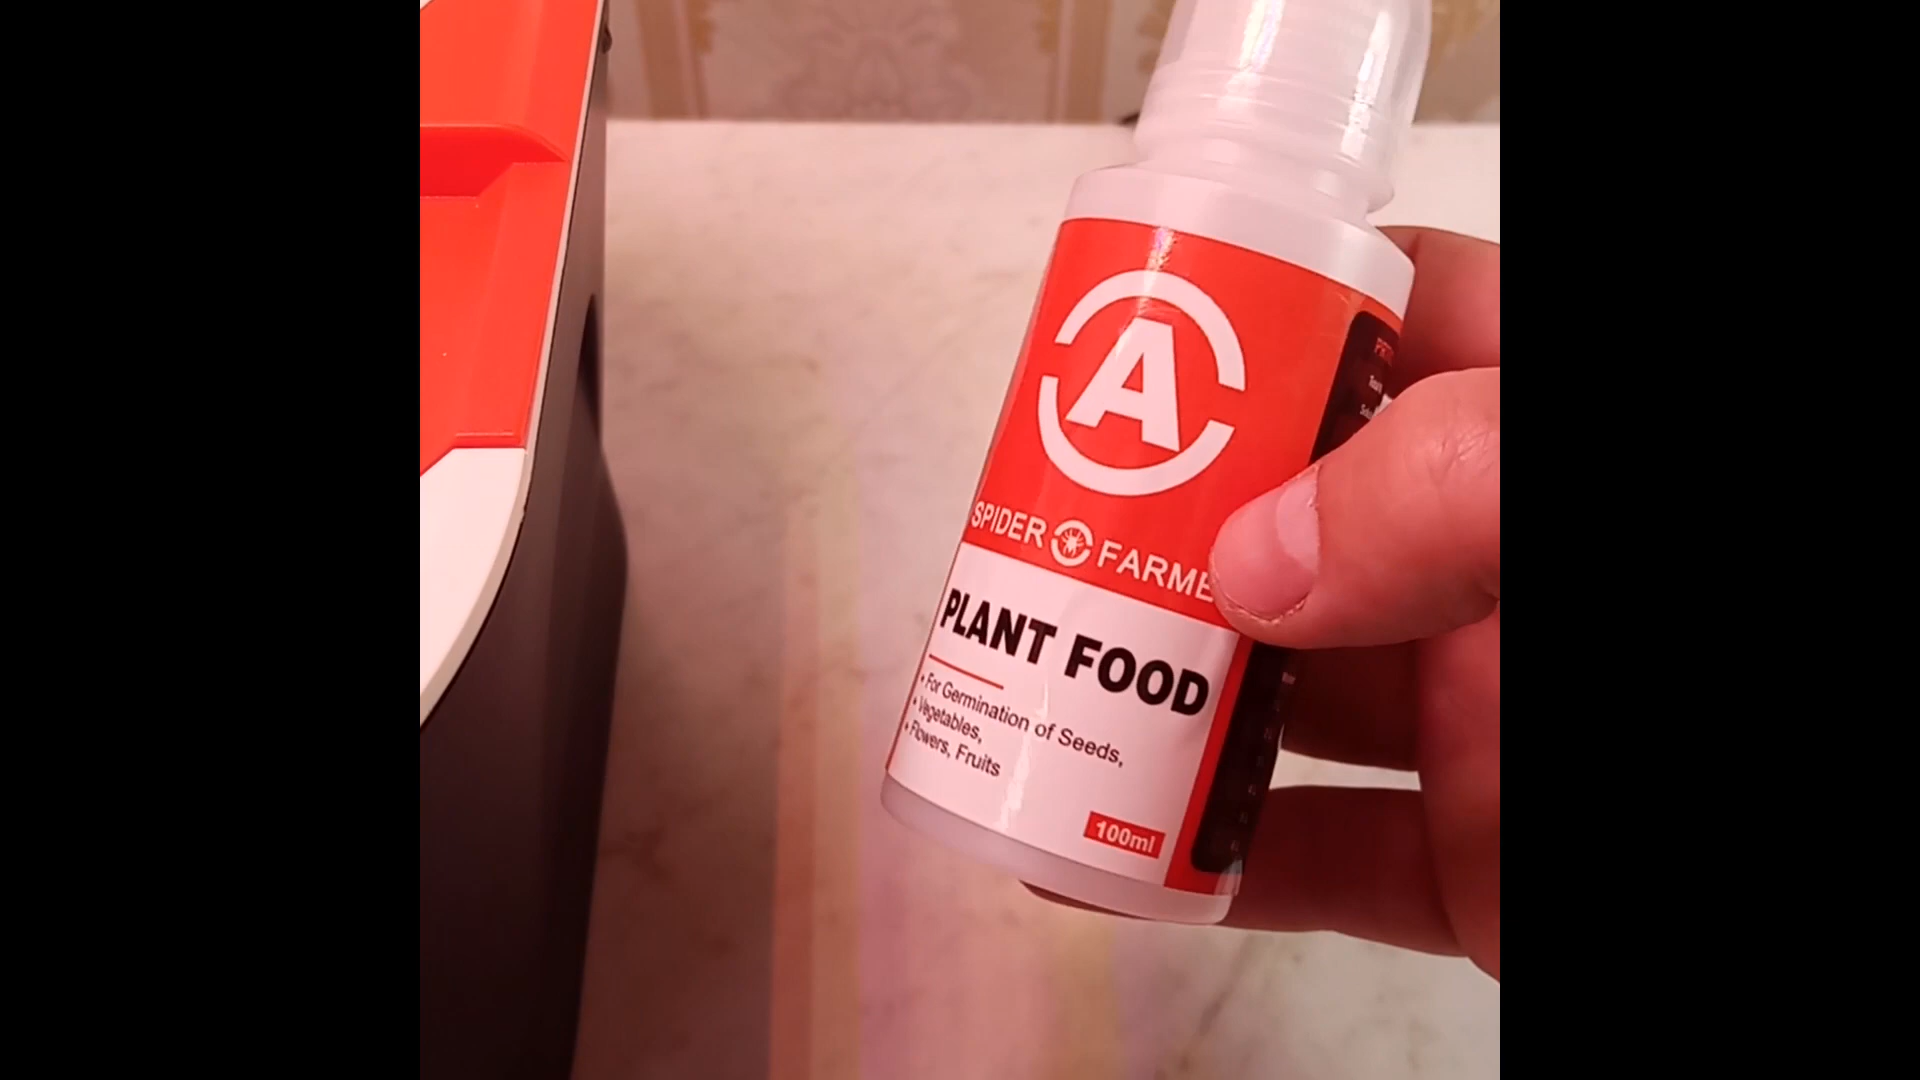 A
SPIDER FARME
PLANT FOOD
• For Germination of Seeds,
• Vegetables,
• Flowers, Fruits
100ml